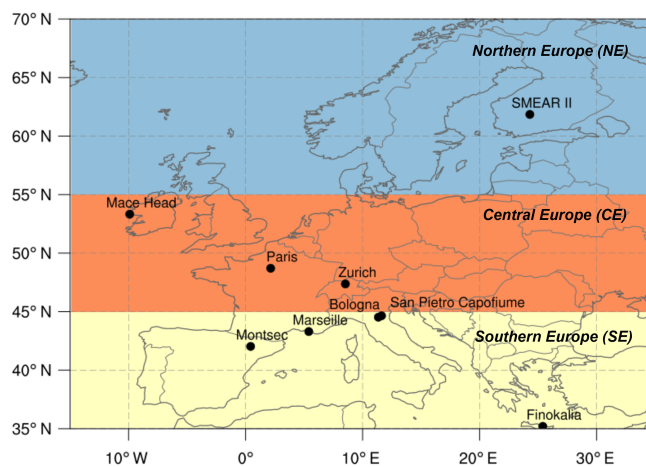 70° N
Northern Europe (NE)
65° N
SMEAR II
60° N
55° N
Mace Head
Central Europe (CE)
50° N
Paris
Zurich
Bologna
San Pietro Capofiume
45° N
Marseille
Southern Europe (SE)
Montsec
40° N
Finokalia
35° N
10° W
0°
10° E
20° E
30° E